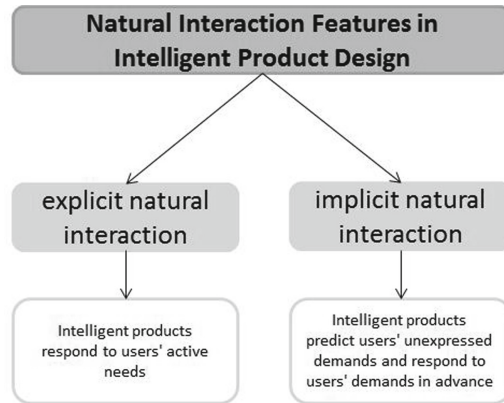 Natural Interaction Features in
Intelligent Product Design
explicit natural
interaction
implicit natural
interaction
Intelligent products
respond to users' active
needs
Intelligent products
predict users' unexpressed
demands and respond to
users' demands in advance